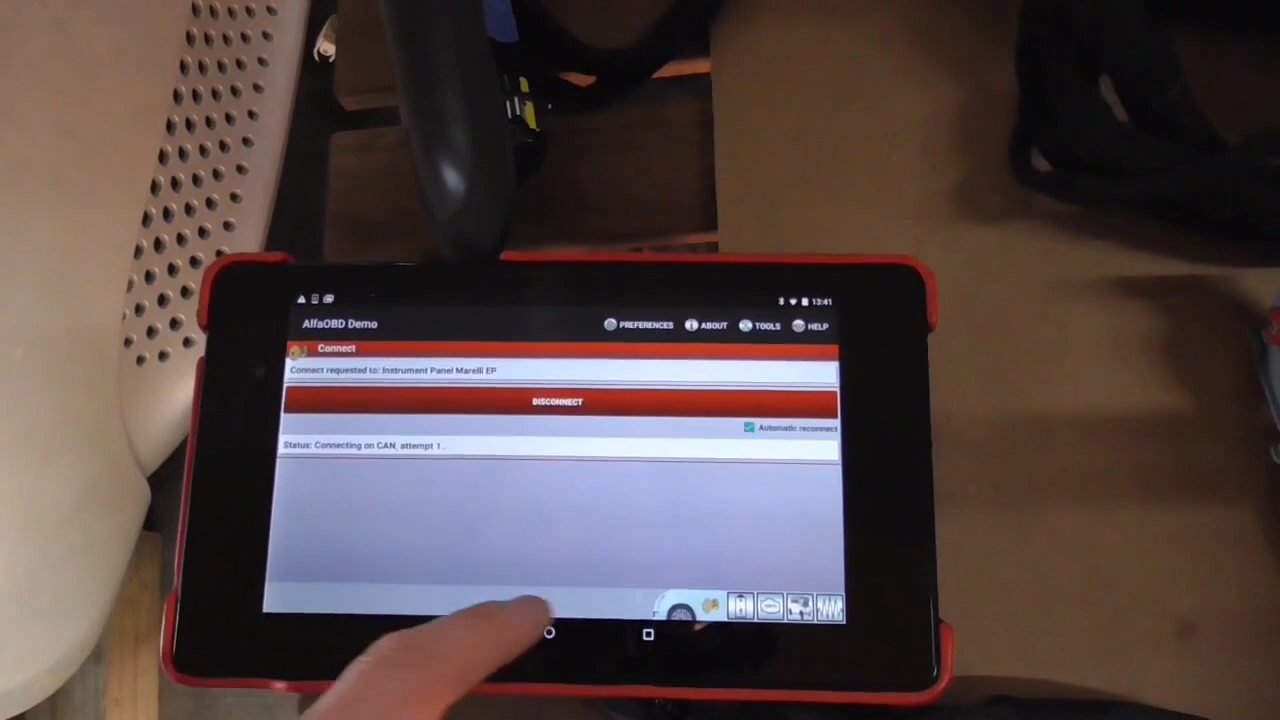 13:41
AlfaOBD Demo
PREFERENCES ABOUT TOOLS HELP
Connect
Connect requested to: Instrument Panel Marelli EP
DISCONNECT
Automatic reconnect
Status: Connecting on CAN, attempt 1..